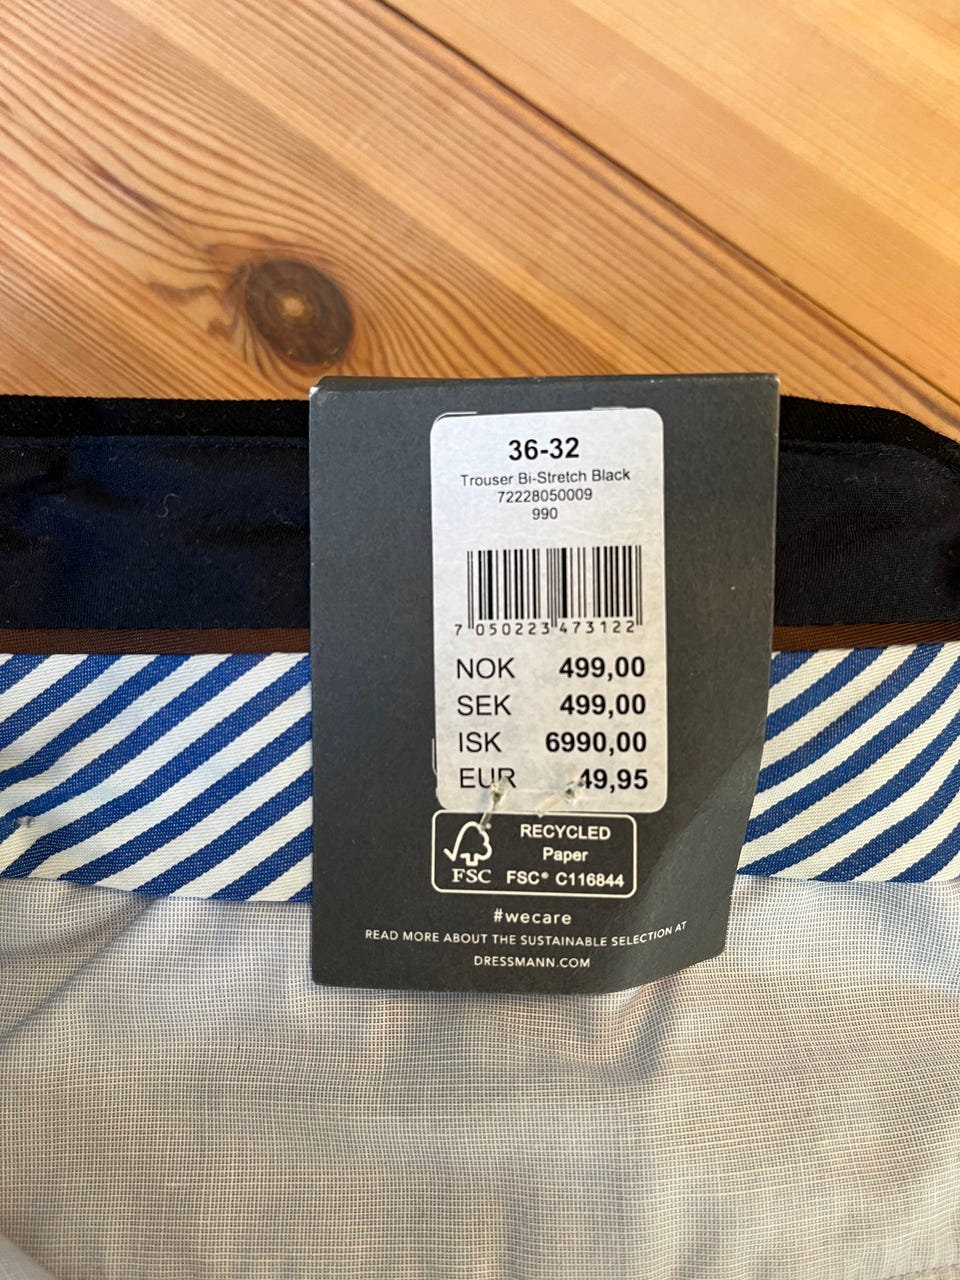 36-32
Trouser Bi-Stretch Black
72228050009
990
7 050223 473122
NOK 499,00
SEK 499,00
ISK 6990,00
EUR 49,95
FSC
RECYCLED
Paper
FSC® C116844
#wecare
READ MORE ABOUT THE SUSTAINABLE SELECTION AT
DRESSMANN.COM